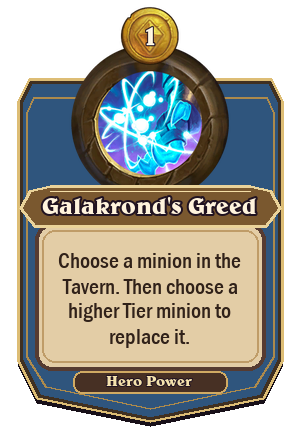 1
Galakrond's Greed
Choose a minion in the
Tavern. Then choose a
higher Tier minion to
replace it.
Hero Power